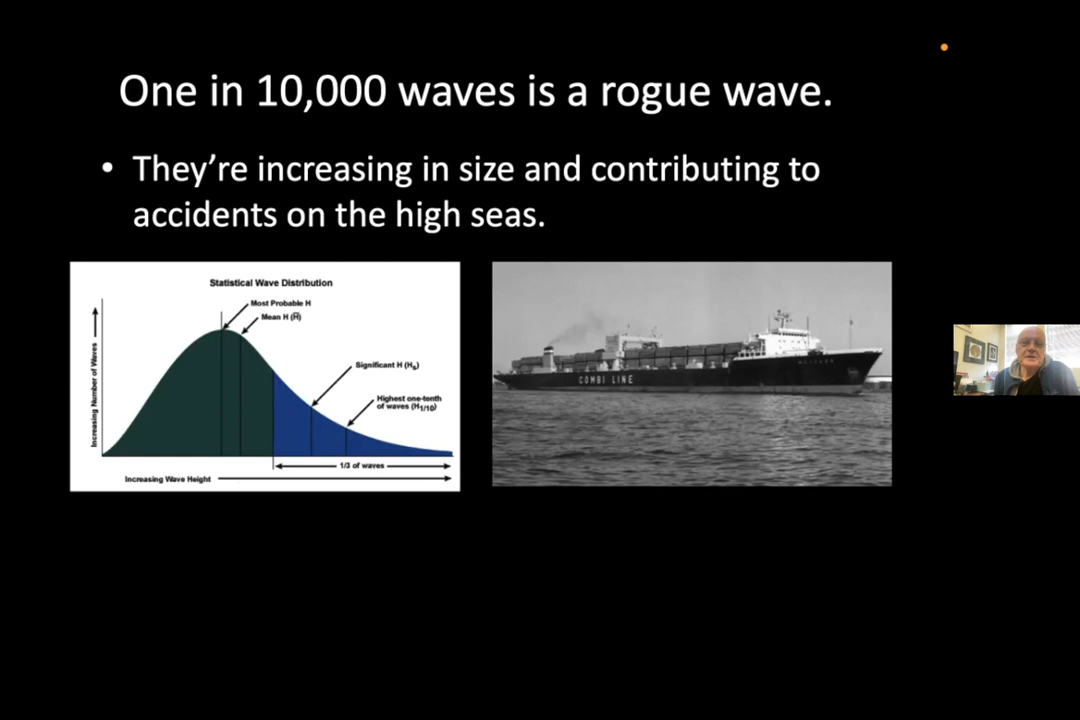 One in 10,000 waves is a rogue wave.
• They’re increasing in size and contributing to
accidents on the high seas.
Statistical Wave Distribution
Most Probable H
Mean H (H̅)
Significant H (Hs)
Highest one-tenth
of waves (H1/10)
Increasing Number of Waves
1/3 of waves
Increasing Wave Height
COMBI LINE